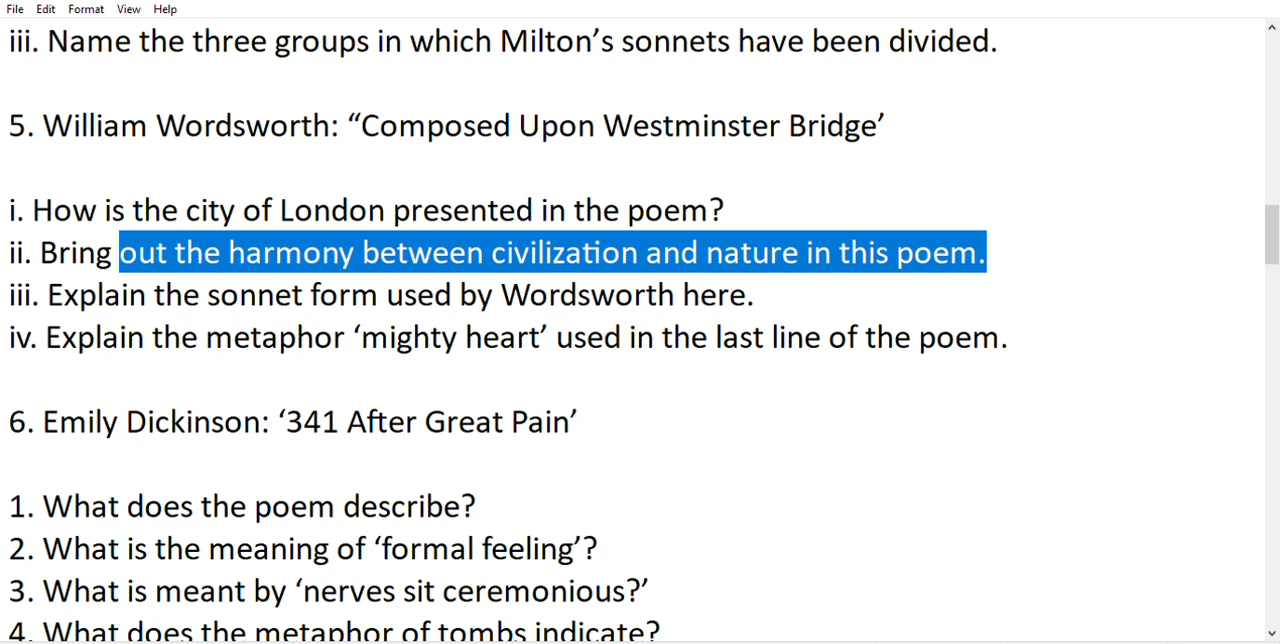 File Edit Format View Help
iii. Name the three groups in which Milton’s sonnets have been divided.
5. William Wordsworth: “Composed Upon Westminster Bridge’
i. How is the city of London presented in the poem?
ii. Bring out the harmony between civilization and nature in this poem.
iii. Explain the sonnet form used by Wordsworth here.
iv. Explain the metaphor ‘mighty heart’ used in the last line of the poem.
6. Emily Dickinson: ‘341 After Great Pain’
1. What does the poem describe?
2. What is the meaning of ‘formal feeling’?
3. What is meant by ‘nerves sit ceremonious?’
4. What does the metaphor of tombs indicate?